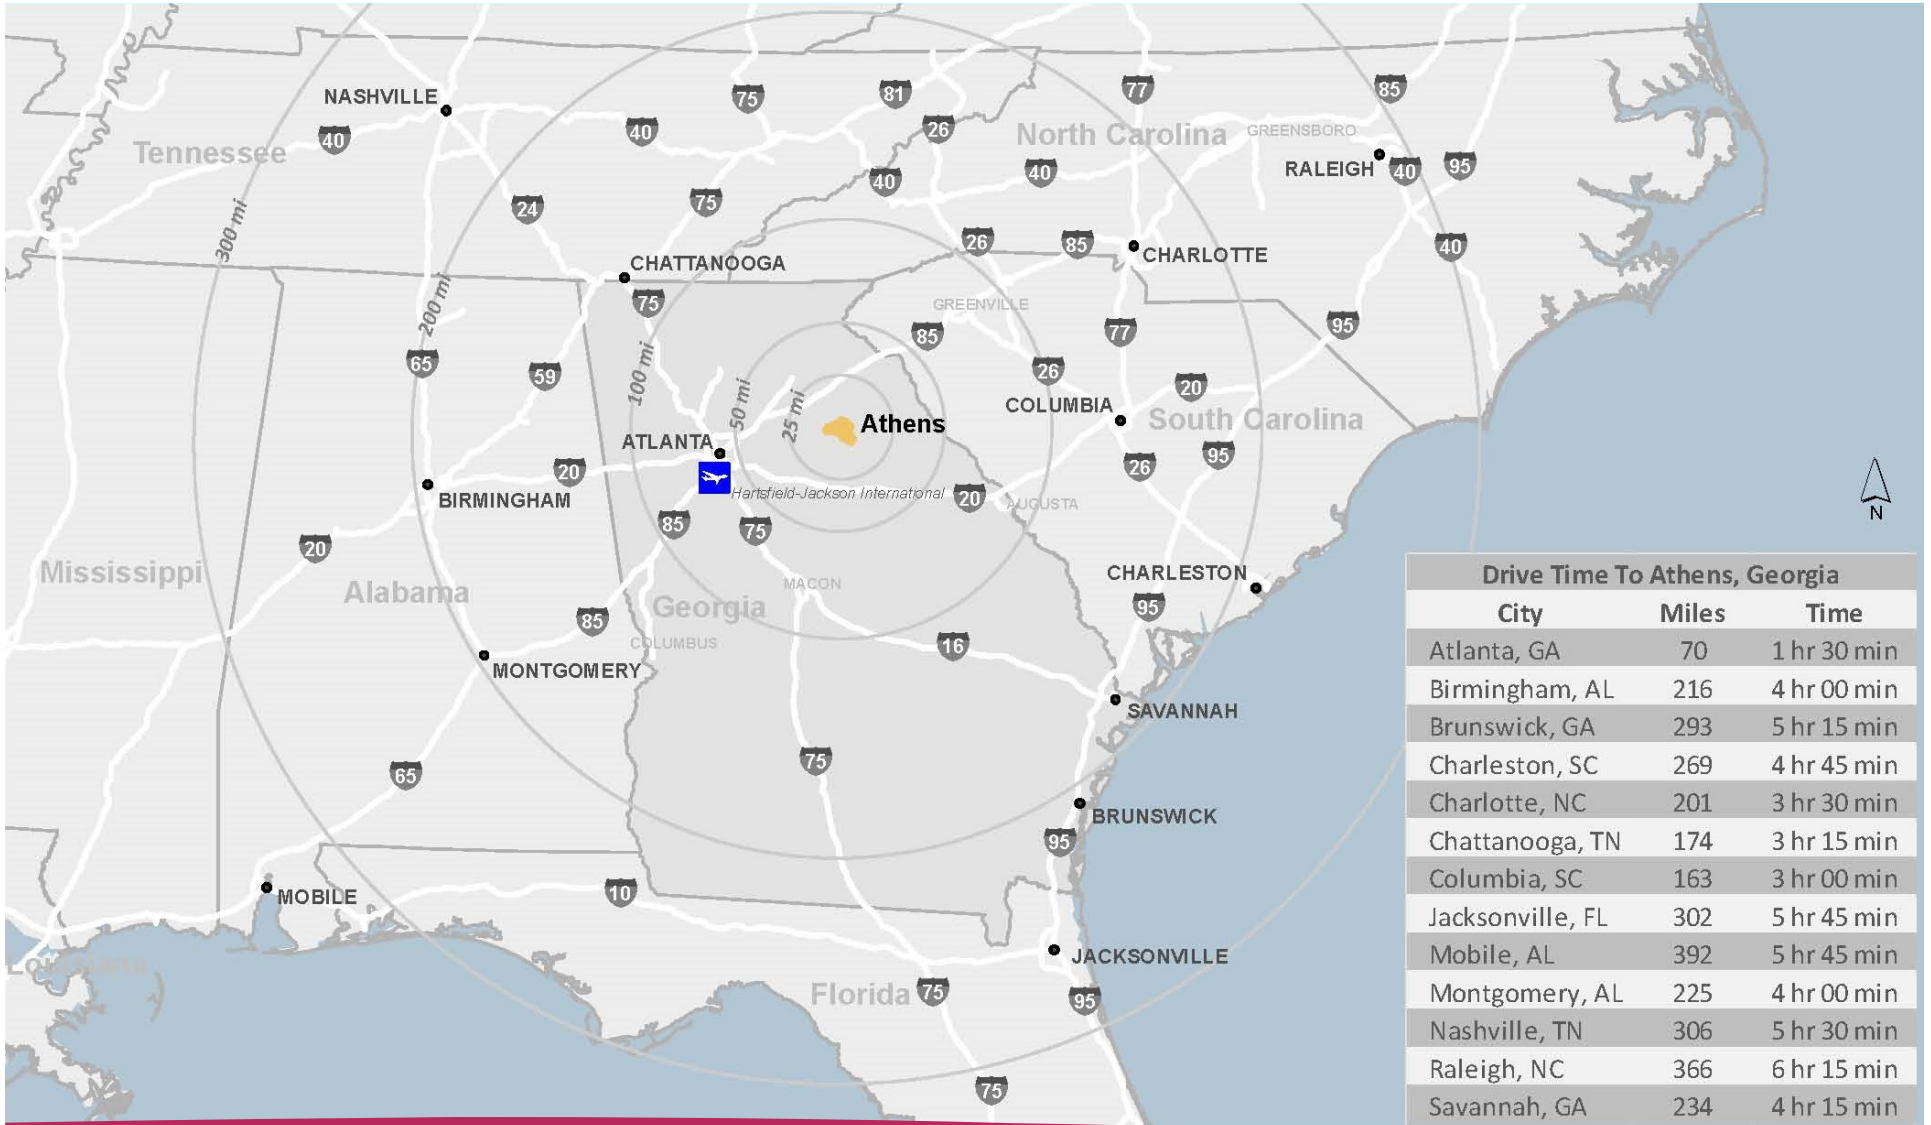 75
81
77
85
NASHVILLE
40
40
26
North Carolina
GREENSBORO
Tennessee
RALEIGH
40
95
40
40
75
24
300 mi
26
85
CHARLOTTE
40
CHATTANOOGA
75
200 mi
GREENVILLE
85
77
95
65
59
100 mi
26
20
50 mi
25 mi
COLUMBIA
South Carolina
Athens
ATLANTA
20
26
95
BIRMINGHAM
Hartsfield-Jackson International
20
AUGUSTA
N
85
75
20
Mississippi
Alabama
MACON
CHARLESTON
Georgia
95
85
COLUMBUS
16
MONTGOMERY
SAVANNAH
75
65
BRUNSWICK
95
10
MOBILE
JACKSONVILLE
Louisiana
Florida
75
95
75
Drive Time To Athens, Georgia
City Miles Time
Atlanta, GA 70 1 hr 30 min
Birmingham, AL 216 4 hr 00 min
Brunswick, GA 293 5 hr 15 min
Charleston, SC 269 4 hr 45 min
Charlotte, NC 201 3 hr 30 min
Chattanooga, TN 174 3 hr 15 min
Columbia, SC 163 3 hr 00 min
Jacksonville, FL 302 5 hr 45 min
Mobile, AL 392 5 hr 45 min
Montgomery, AL 225 4 hr 00 min
Nashville, TN 306 5 hr 30 min
Raleigh, NC 366 6 hr 15 min
Savannah, GA 234 4 hr 15 min